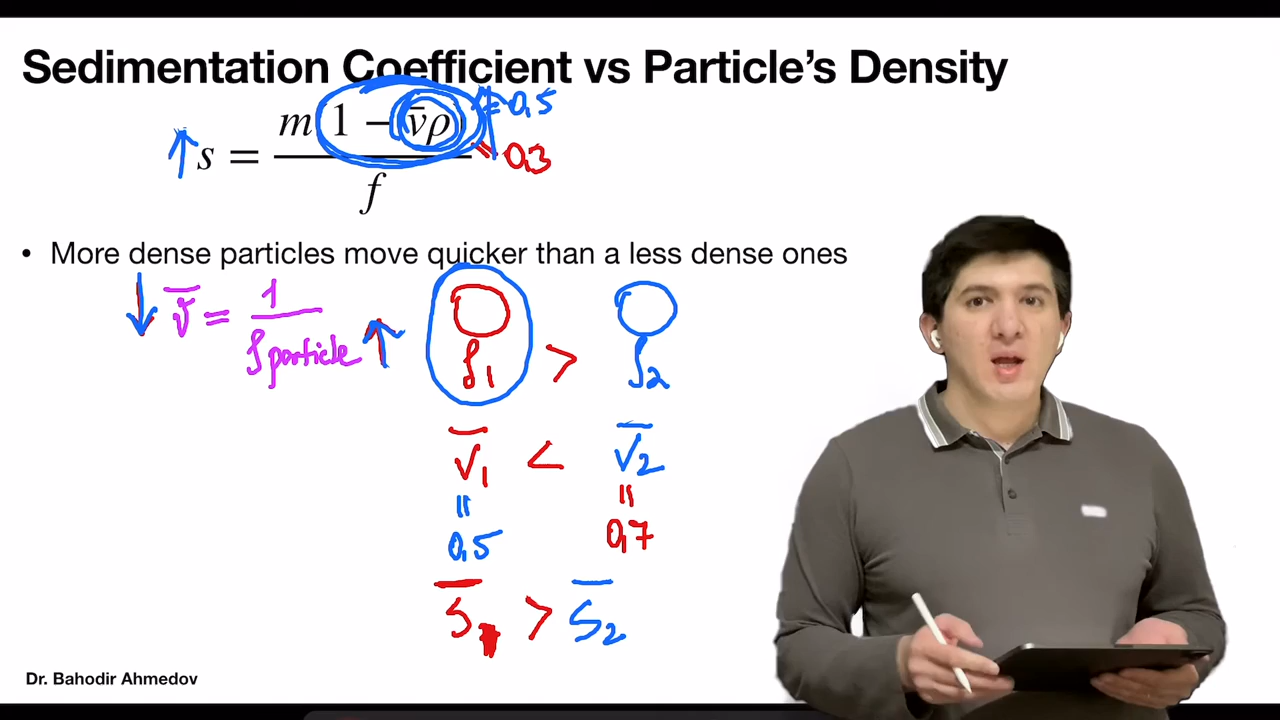 Sedimentation Coefficient vs Particle's Density
↑ s = m(1 − v̄ρ) / f
= 0,5
= 0,3
• More dense particles move quicker than a less dense ones
↓ v̄ = 1 / ρparticle ↑
ρ1 > ρ2
v̄1 < v̄2
= =
0,5 0,7
S̄1 > S̄2
Dr. Bahodir Ahmedov